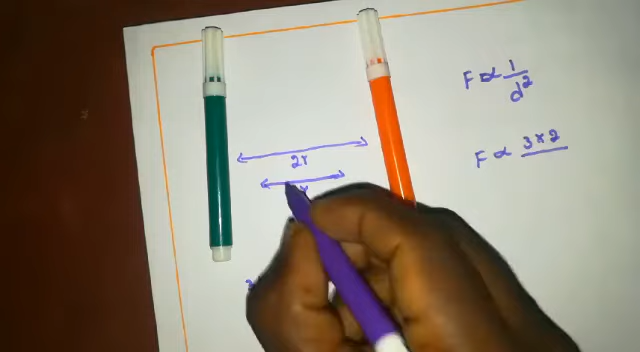 F ∝ 1/d²
2r
F ∝ 3×2